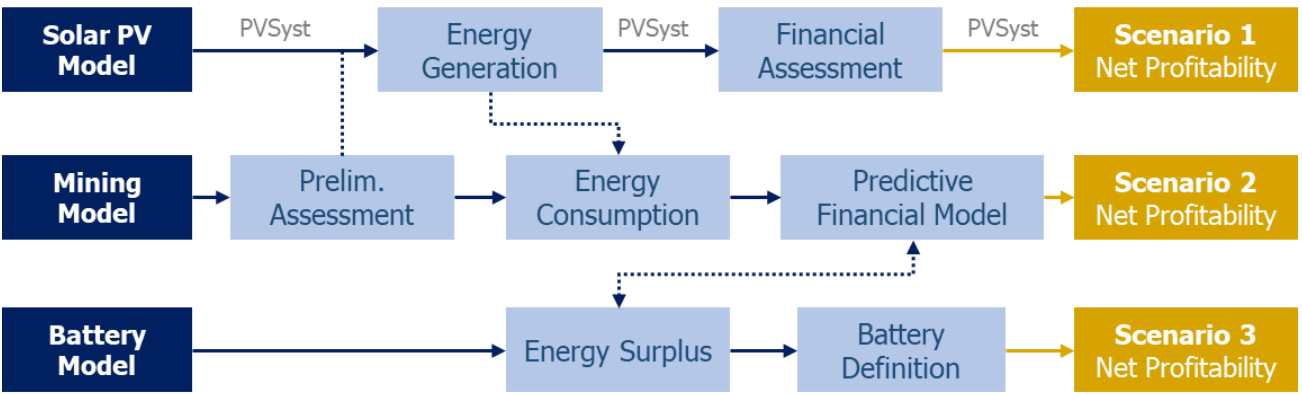 Solar PV
Model
PVSyst
Energy
Generation
PVSyst
Financial
Assessment
PVSyst
Scenario 1
Net Profitability
Mining
Model
Prelim.
Assessment
Energy
Consumption
Predictive
Financial Model
Scenario 2
Net Profitability
Battery
Model
Energy Surplus
Battery
Definition
Scenario 3
Net Profitability